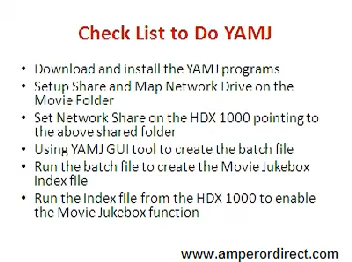 Check List to Do YAMJ
• Download and install the YAMJ programs
• Setup Share and Map Network Drive on the
Movie Folder
• Set Network Share on the HDX 1000 pointing to
the above shared folder
• Using YAMJ GUI tool to create the batch file
• Run the batch file to create the Movie Jukebox
Index file
• Run the Index file from the HDX 1000 to enable
the Movie Jukebox function
www.amperordirect.com